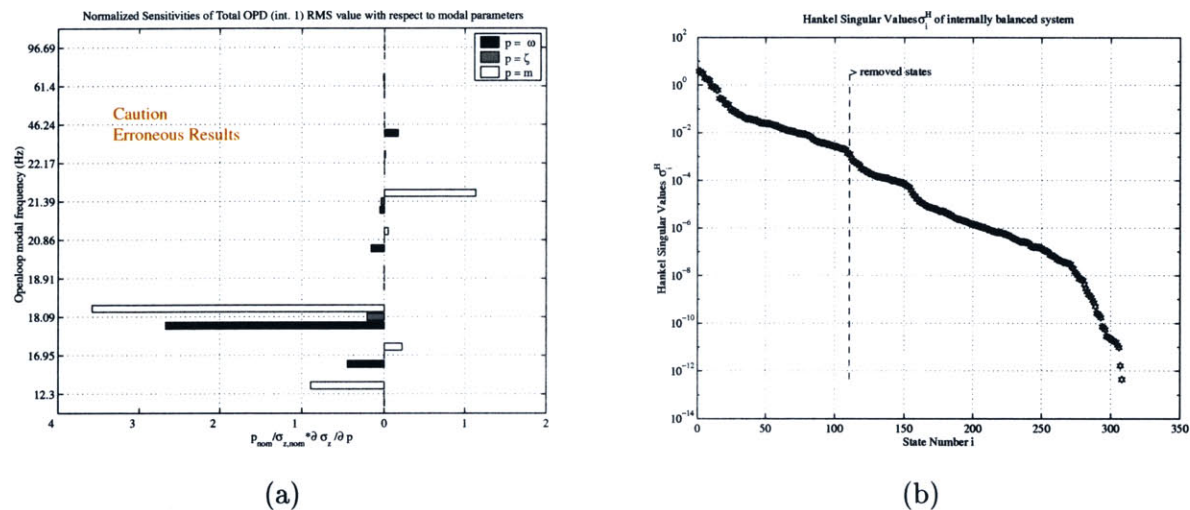 Normalized Sensitivities of Total OPD (int. 1) RMS value with respect to modal parameters
p = ω
p = ζ
p = m
Caution
Erroneous Results
Openloop modal frequency (Hz)
96.69
61.4
46.24
22.17
21.39
20.86
18.91
18.09
16.95
12.3
4 3 2 1 0 1 2
p_nom/σ_z,nom*∂ σ_z/∂ p
(a)
Hankel Singular Values σ_i^H of internally balanced system
> removed states
Hankel Singular Values σ_i^H
10^2
10^0
10^-2
10^-4
10^-6
10^-8
10^-10
10^-12
10^-14
0 50 100 150 200 250 300 350
State Number i
(b)